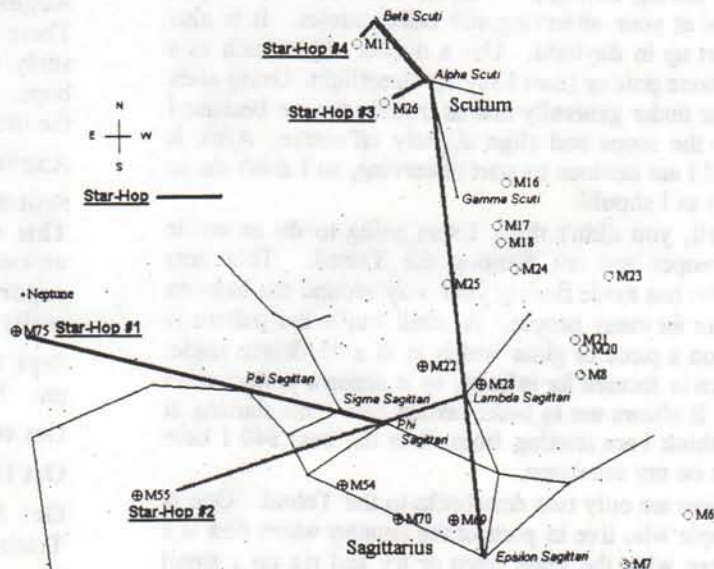 Beta Scuti
Star-Hop #4
M11
Alpha Scuti
Star-Hop #3
M26
Scutum
N
E W
S
Star-Hop
M16
Gamma Scuti
M17
M18
M24
M23
M25
Neptune
M75
Star-Hop #1
M21
M20
M8
M22
M28
Psi Sagittari
Sigma Sagittari
Lambda Sagittari
Phi
Sagittari
M55
M54
Star-Hop #2
M70
M69
M6
Sagittarius
Epsilon Sagittari
M7